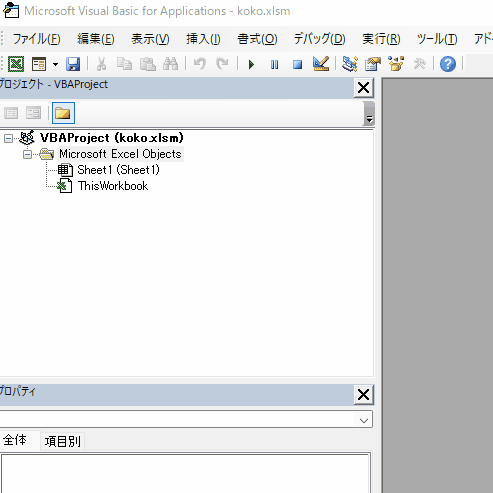 Microsoft Visual Basic for Applications - koko.xlsm
ファイル(F) 編集(E) 表示(V) 挿入(I) 書式(O) デバッグ(D) 実行(R) ツール(T) アド
プロジェクト - VBAProject
VBAProject (koko.xlsm)
Microsoft Excel Objects
Sheet1 (Sheet1)
ThisWorkbook
プロパティ
全体 項目別